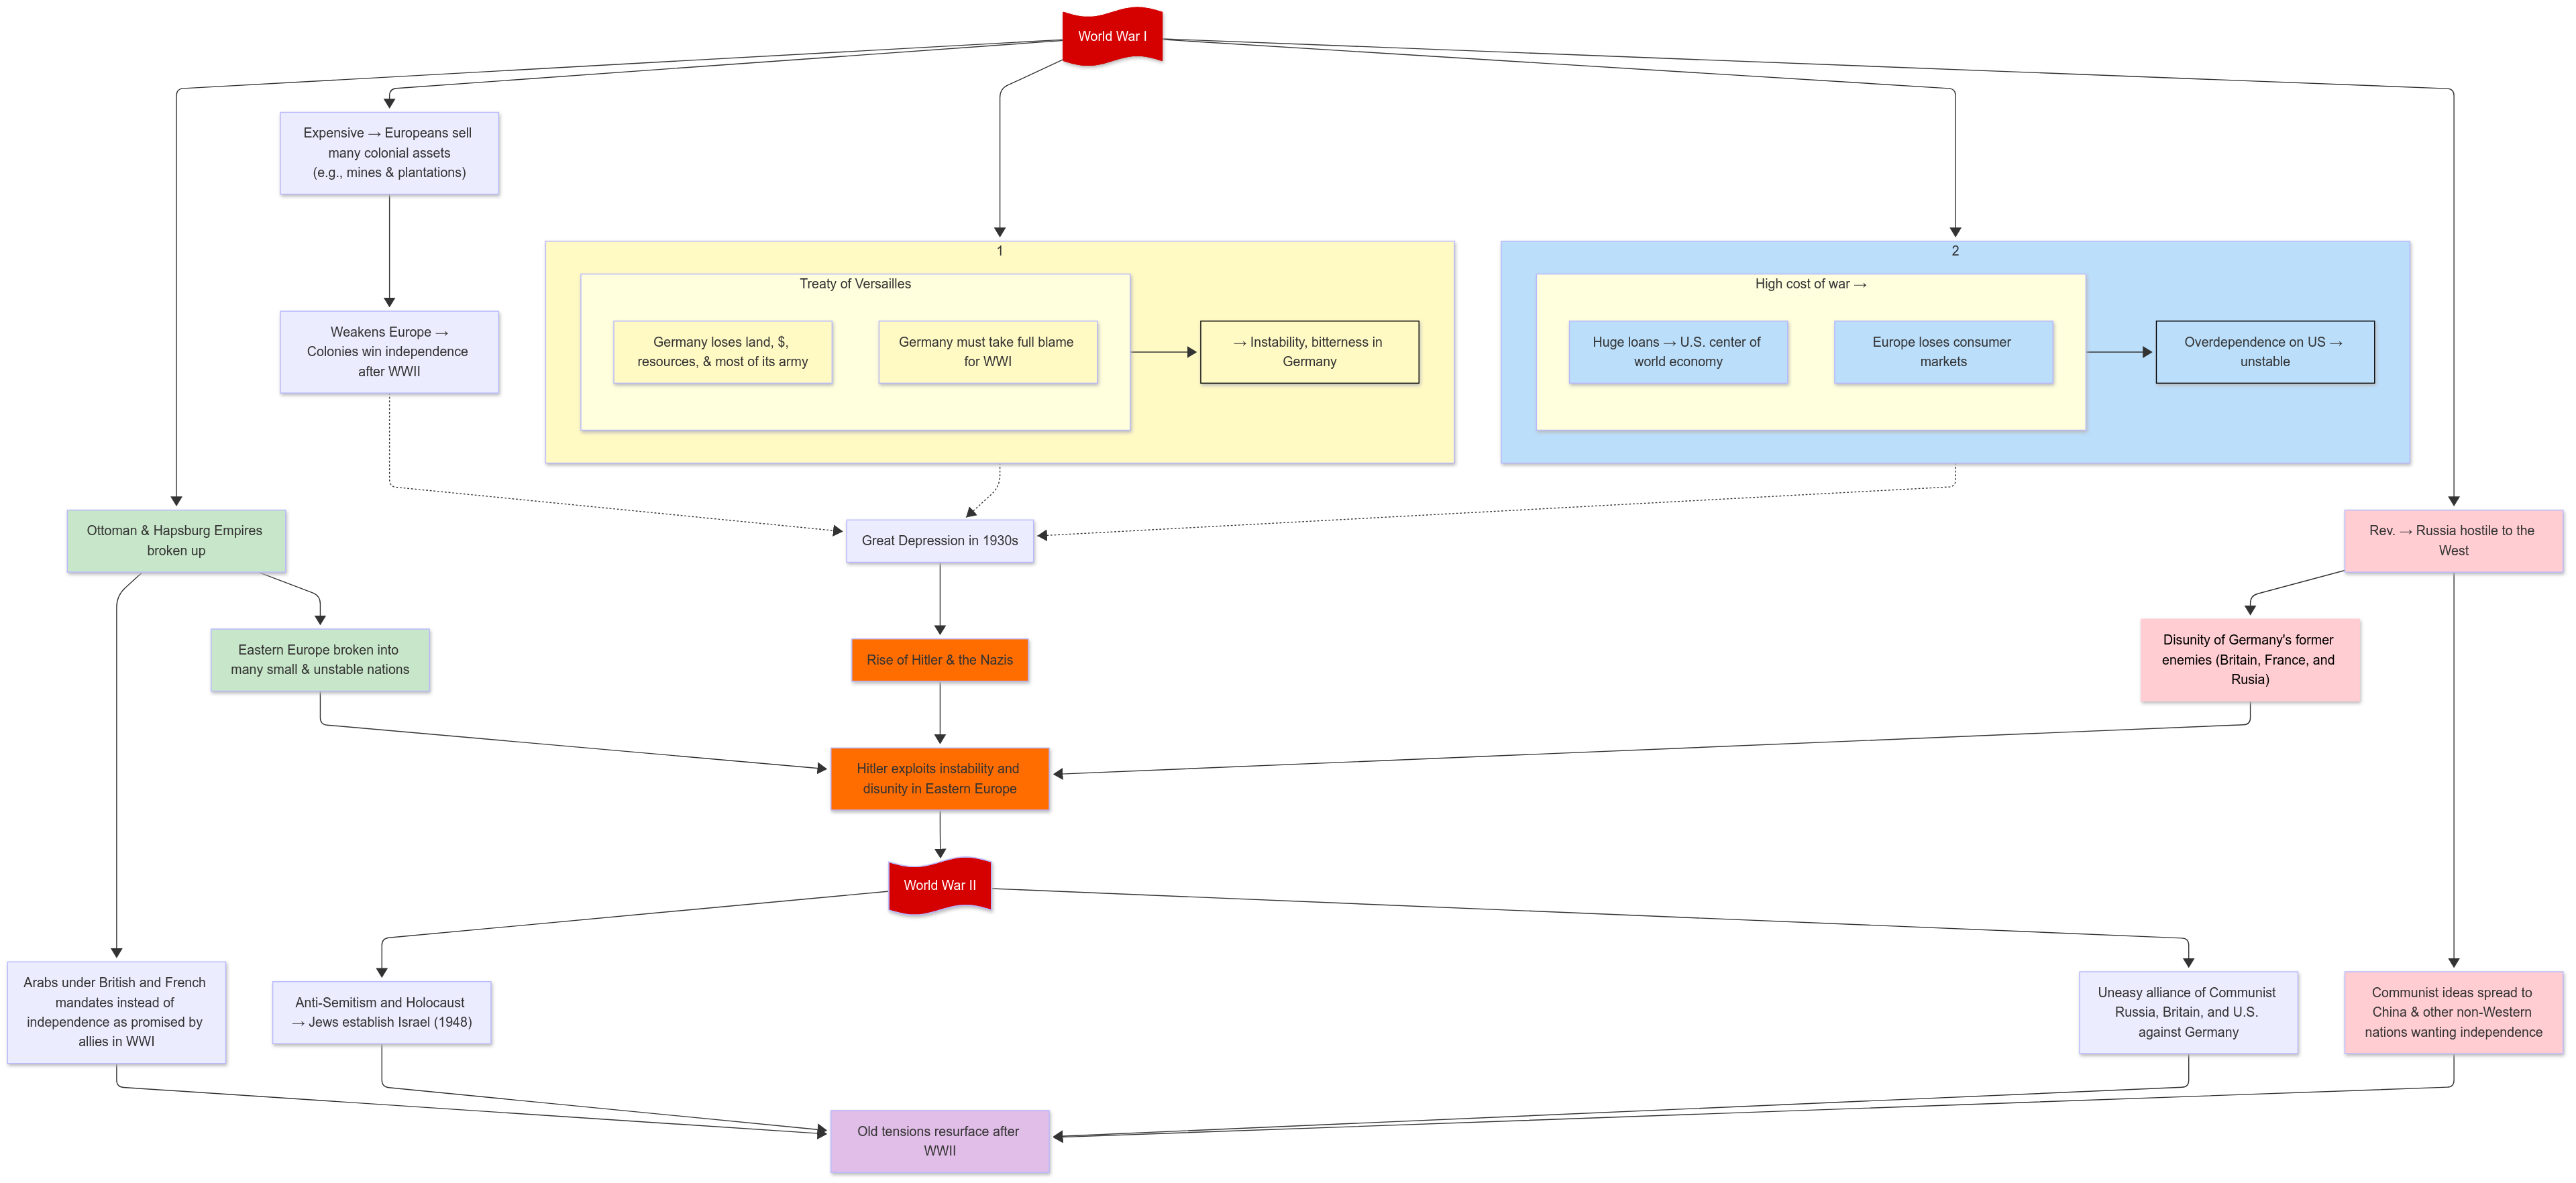 World War I
Expensive → Europeans sell
many colonial assets
(e.g., mines & plantations)
Weakens Europe →
Colonies win independence
after WWII
1
Treaty of Versailles
Germany loses land, $,
resources, & most of its army
Germany must take full blame
for WWI
→ Instability, bitterness in
Germany
2
High cost of war →
Huge loans → U.S. center of
world economy
Europe loses consumer
markets
Overdependence on US →
unstable
Ottoman & Hapsburg Empires
broken up
Great Depression in 1930s
Rev. → Russia hostile to the
West
Eastern Europe broken into
many small & unstable nations
Rise of Hitler & the Nazis
Disunity of Germany's former
enemies (Britain, France, and
Rusia)
Hitler exploits instability and
disunity in Eastern Europe
World War II
Arabs under British and French
mandates instead of
independence as promised by
allies in WWI
Anti-Semitism and Holocaust
→ Jews establish Israel (1948)
Uneasy alliance of Communist
Russia, Britain, and U.S.
against Germany
Communist ideas spread to
China & other non-Western
nations wanting independence
Old tensions resurface after
WWII